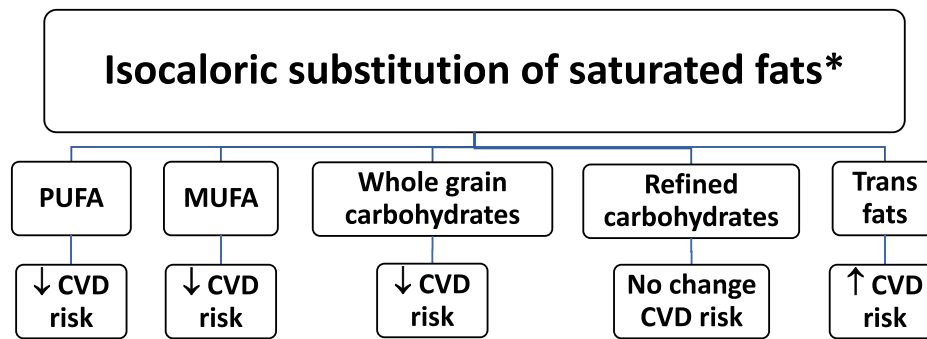 Isocaloric substitution of saturated fats*
PUFA
MUFA
Whole grain
carbohydrates
Refined
carbohydrates
Trans
fats
↓ CVD
risk
↓ CVD
risk
↓ CVD
risk
No change
CVD risk
↑ CVD
risk